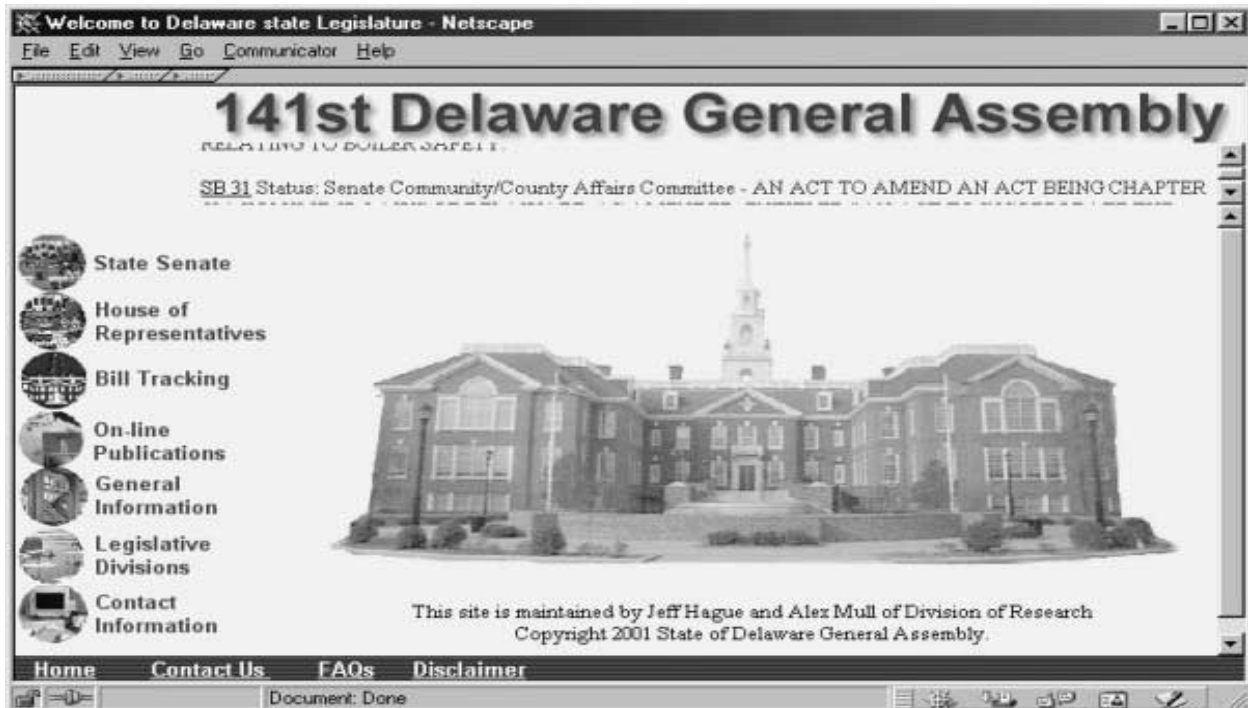 Welcome to Delaware state Legislature - Netscape
File Edit View Go Communicator Help
141st Delaware General Assembly
RELATING TO BOILER SAFETY.
SB 31 Status: Senate Community/County Affairs Committee - AN ACT TO AMEND AN ACT BEING CHAPTER
State Senate
House of
Representatives
Bill Tracking
On-line
Publications
General
Information
Legislative
Divisions
Contact
Information
This site is maintained by Jeff Hague and Alex Mull of Division of Research
Copyright 2001 State of Delaware General Assembly.
Home Contact Us FAQs Disclaimer
Document: Done